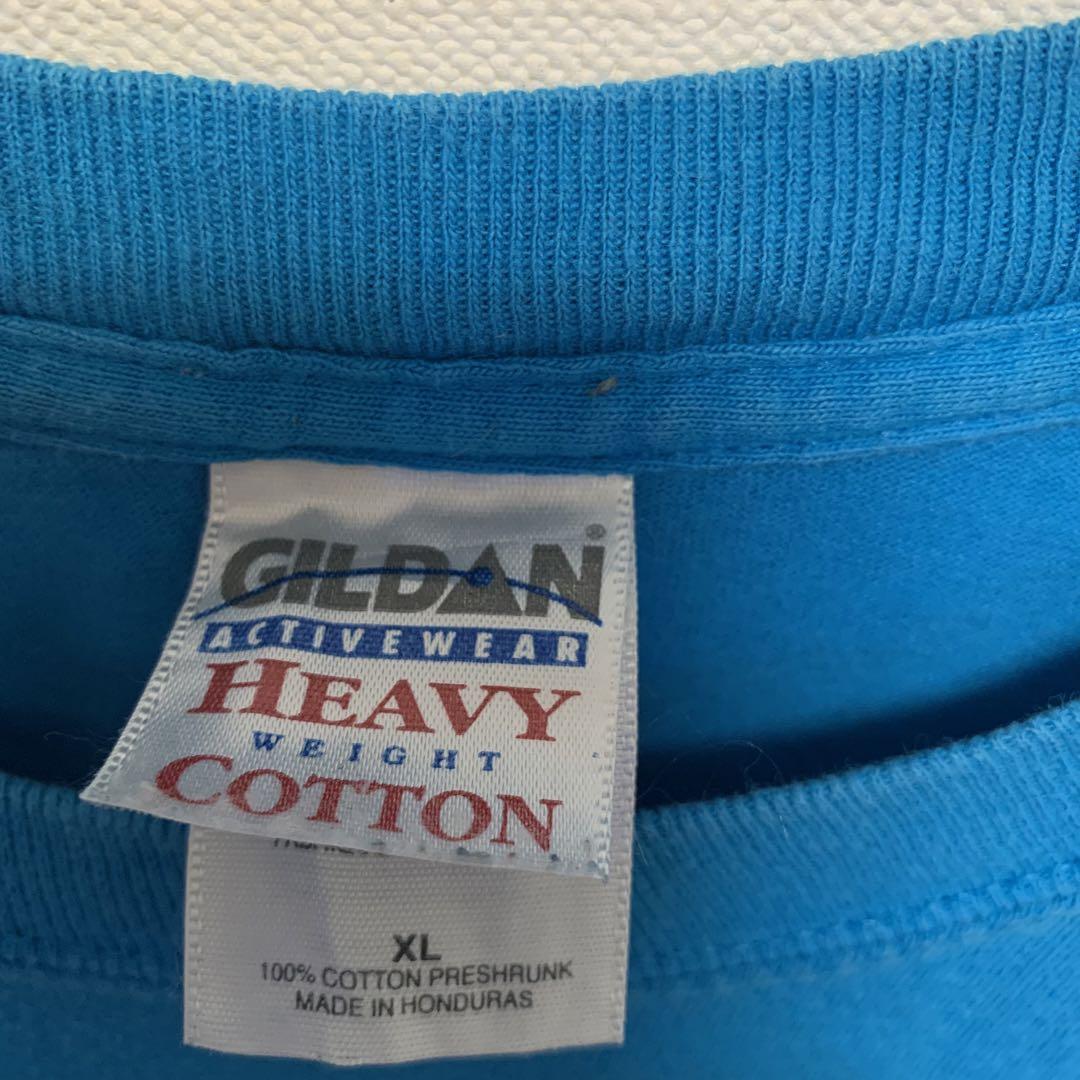 GILDAN®
ACTIVEWEAR
HEAVY
WEIGHT
COTTON
XL
100% COTTON PRESHRUNK
MADE IN HONDURAS